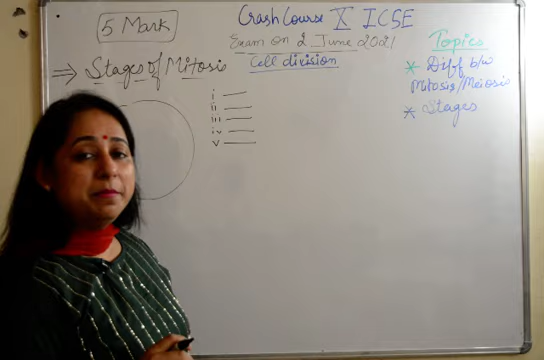 5 Mark
Crash Course X ICSE
Exam on 2 June 2021
Cell division
⇒ Stages of Mitosis
i
ii
iii
iv
v
Topics
* Diff b/w
Mitosis/Meiosis
* Stages